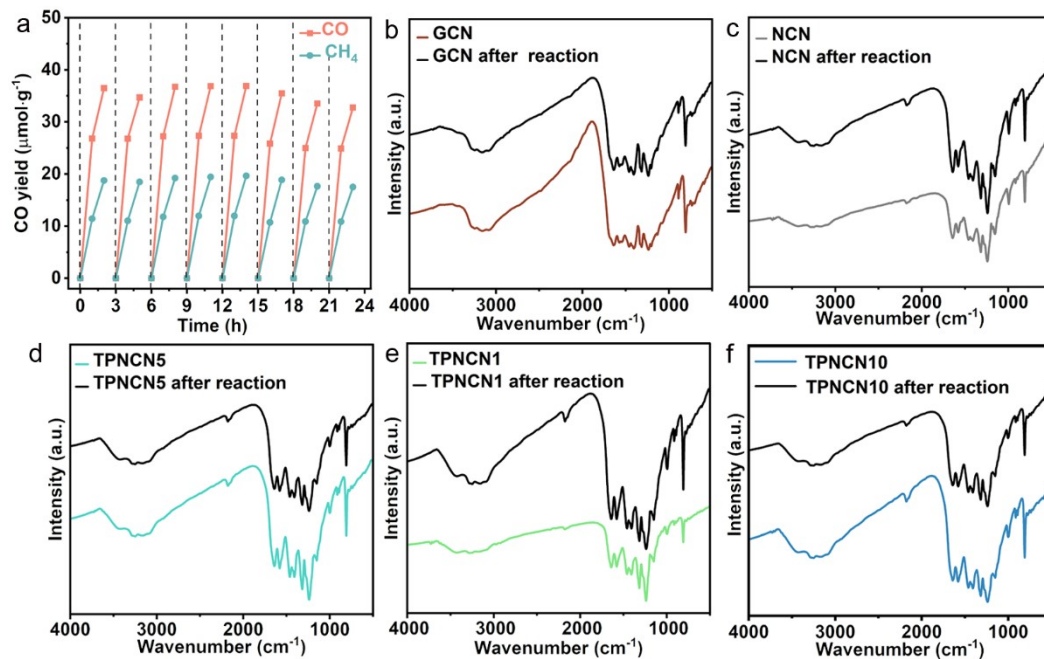 a
50
40
30
20
10
0
CO yield (μmol·g⁻¹)
CO
CH₄
0 3 6 9 12 15 18 21 24
Time (h)
b
GCN
GCN after reaction
Intensity (a.u.)
4000 3000 2000 1000
Wavenumber (cm⁻¹)
c
NCN
NCN after reaction
Intensity (a.u.)
4000 3000 2000 1000
Wavenumber (cm⁻¹)
d
TPNCN5
TPNCN5 after reaction
Intensity (a.u.)
4000 3000 2000 1000
Wavenumber (cm⁻¹)
e
TPNCN1
TPNCN1 after reaction
Intensity (a.u.)
4000 3000 2000 1000
Wavenumber (cm⁻¹)
f
TPNCN10
TPNCN10 after reaction
Intensity (a.u.)
4000 3000 2000 1000
Wavenumber (cm⁻¹)